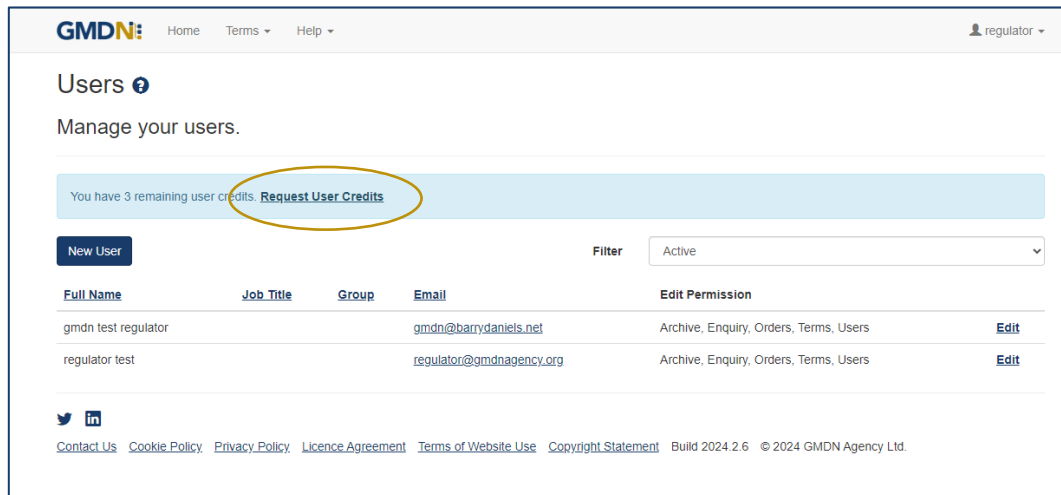 GMDN Home Terms Help regulator
Users ?
Manage your users.
You have 3 remaining user credits. Request User Credits
New User Filter Active
Full Name Job Title Group Email Edit Permission
gmdn test regulator gmdn@barrydaniels.net Archive, Enquiry, Orders, Terms, Users Edit
regulator test regulator@gmdnagency.org Archive, Enquiry, Orders, Terms, Users Edit
in
Contact Us Cookie Policy Privacy Policy Licence Agreement Terms of Website Use Copyright Statement Build 2024.2.6 © 2024 GMDN Agency Ltd.